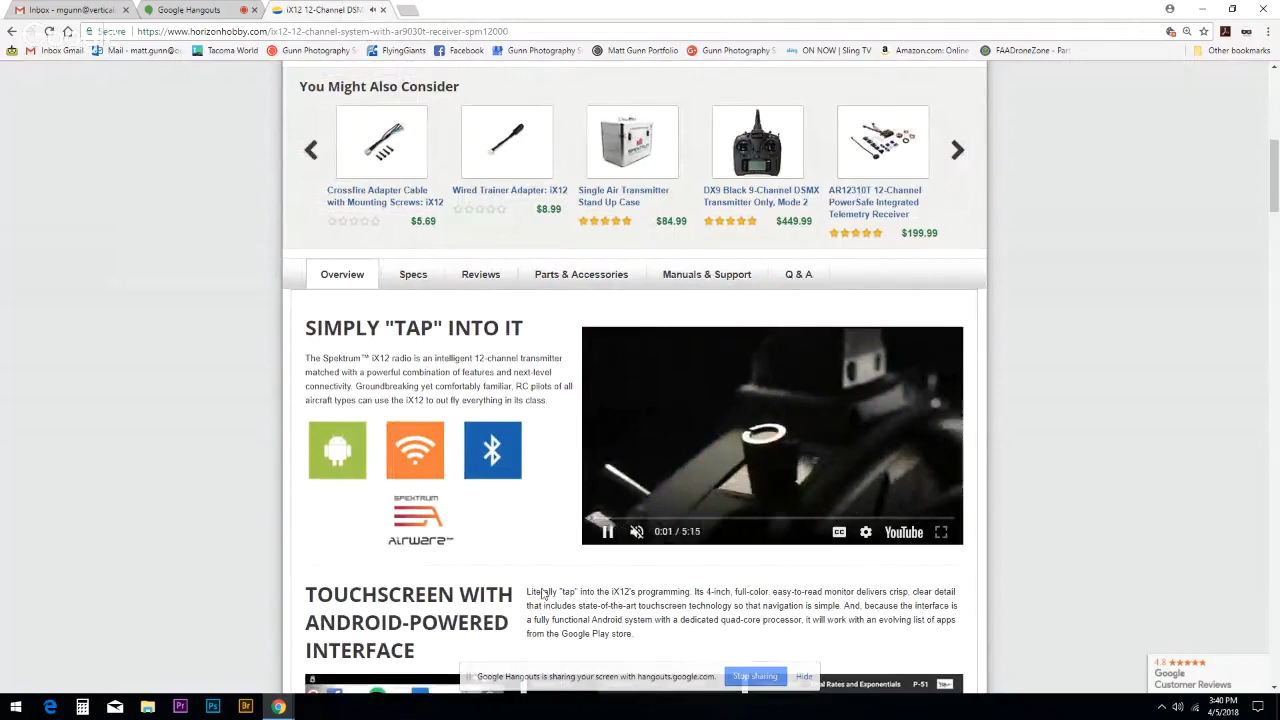 Inbox - mgunn@vertical
Google Hangouts
iX12 12-Channel DSM
Secure
https://www.horizonhobby.com/ix12-12-channel-system-with-ar9030t-receiver-spm12000
Inbox Gmail
Mail - matt.gunn@
Tacoma World
FlyingGiants
Facebook
Gunn Photography S
Matt Gunn Portfolio
Gunn Photography S
sling
ON NOW | Sling TV
Amazon.com: Online
FAADroneZone - Part
Other bookmarks
You Might Also Consider
Crossfire Adapter Cable
with Mounting Screws: iX12
$5.69
Wired Trainer Adapter: iX12
$8.99
Single Air Transmitter
Stand Up Case
$84.99
DX9 Black 9-Channel DSMX
Transmitter Only, Mode 2
$449.99
AR12310T 12-Channel
PowerSafe Integrated
Telemetry Receiver
$199.99
Overview
Specs
Reviews
Parts & Accessories
Manuals & Support
Q & A
SIMPLY "TAP" INTO IT
The Spektrum™ iX12 radio is an intelligent 12-channel transmitter
matched with a powerful combination of features and next-level
connectivity. Groundbreaking yet comfortably familiar, RC pilots of all
aircraft types can use the iX12 to out fly everything in its class.
SPEKTRUM
AIRWARE™
0:01 / 5:15
CC
YouTube
TOUCHSCREEN WITH
ANDROID-POWERED
INTERFACE
Literally "tap" into the iX12's programming. Its 4-inch, full-color, easy-to-read monitor delivers crisp, clear detail
that includes state-of-the-art touchscreen technology so that navigation is simple. And, because the interface is
a fully functional Android system with a dedicated quad-core processor, it will work with an evolving list of apps
from the Google Play store.
Google Hangouts is sharing your screen with hangouts.google.com.
Stop sharing
Hide
al Rates and Exponentials
P-51
4.8
Google
Customer Reviews
Pr
Ps
Br
3:40 PM
4/5/2018